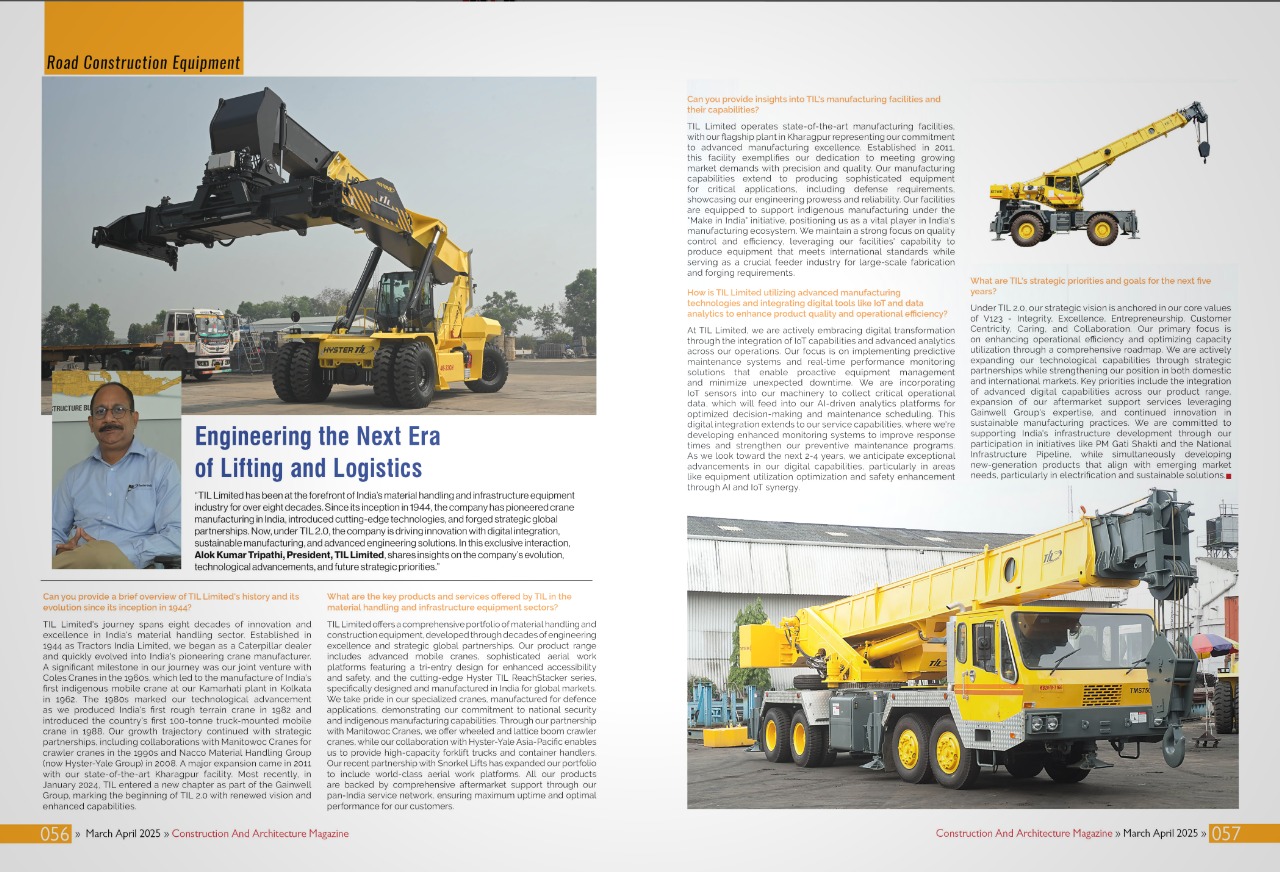 Road Construction Equipment
HYSTER TIL
TIL
STRUCTURE BU
Engineering the Next Era
of Lifting and Logistics
"TIL Limited has been at the forefront of India's material handling and infrastructure equipment
industry for over eight decades. Since its inception in 1944, the company has pioneered crane
manufacturing in India, introduced cutting-edge technologies, and forged strategic global
partnerships. Now, under TIL 2.0, the company is driving innovation with digital integration,
sustainable manufacturing, and advanced engineering solutions. In this exclusive interaction,
Alok Kumar Tripathi, President, TIL Limited, shares insights on the company's evolution,
technological advancements, and future strategic priorities."
Can you provide a brief overview of TIL Limited's history and its
evolution since its inception in 1944?
TIL Limited's journey spans eight decades of innovation and
excellence in India's material handling sector. Established in
1944 as Tractors India Limited, we began as a Caterpillar dealer
and quickly evolved into India's pioneering crane manufacturer.
A significant milestone in our journey was our joint venture with
Coles Cranes in the 1960s, which led to the manufacture of India's
first indigenous mobile crane at our Kamarhati plant in Kolkata
in 1962. The 1980s marked our technological advancement
as we produced India's first rough terrain crane in 1982 and
introduced the country's first 100-tonne truck-mounted mobile
crane in 1988. Our growth trajectory continued with strategic
partnerships, including collaborations with Manitowoc Cranes for
crawler cranes in the 1990s and Nacco Material Handling Group
(now Hyster-Yale Group) in 2008. A major expansion came in 2011
with our state-of-the-art Kharagpur facility. Most recently, in
January 2024, TIL entered a new chapter as part of the Gainwell
Group, marking the beginning of TIL 2.0 with renewed vision and
enhanced capabilities.
What are the key products and services offered by TIL in the
material handling and infrastructure equipment sectors?
TIL Limited offers a comprehensive portfolio of material handling and
construction equipment, developed through decades of engineering
excellence and strategic global partnerships. Our product range
includes advanced mobile cranes, sophisticated aerial work
platforms featuring a tri-entry design for enhanced accessibility
and safety, and the cutting-edge Hyster TIL ReachStacker series,
specifically designed and manufactured in India for global markets.
We take pride in our specialized cranes, manufactured for defence
applications, demonstrating our commitment to national security
and indigenous manufacturing capabilities. Through our partnership
with Manitowoc Cranes, we offer wheeled and lattice boom crawler
cranes, while our collaboration with Hyster-Yale Asia-Pacific enables
us to provide high-capacity forklift trucks and container handlers.
Our recent partnership with Snorkel Lifts has expanded our portfolio
to include world-class aerial work platforms. All our products
are backed by comprehensive aftermarket support through our
pan-India service network, ensuring maximum uptime and optimal
performance for our customers.
056 » March April 2025 » Construction And Architecture Magazine
Can you provide insights into TIL's manufacturing facilities and
their capabilities?
TIL Limited operates state-of-the-art manufacturing facilities,
with our flagship plant in Kharagpur representing our commitment
to advanced manufacturing excellence. Established in 2011,
this facility exemplifies our dedication to meeting growing
market demands with precision and quality. Our manufacturing
capabilities extend to producing sophisticated equipment
for critical applications, including defense requirements,
showcasing our engineering prowess and reliability. Our facilities
are equipped to support indigenous manufacturing under the
"Make in India" initiative, positioning us as a vital player in India's
manufacturing ecosystem. We maintain a strong focus on quality
control and efficiency, leveraging our facilities' capability to
produce equipment that meets international standards while
serving as a crucial feeder industry for large-scale fabrication
and forging requirements.
How is TIL Limited utilizing advanced manufacturing
technologies and integrating digital tools like IoT and data
analytics to enhance product quality and operational efficiency?
At TIL Limited, we are actively embracing digital transformation
through the integration of IoT capabilities and advanced analytics
across our operations. Our focus is on implementing predictive
maintenance systems and real-time performance monitoring
solutions that enable proactive equipment management
and minimize unexpected downtime. We are incorporating
IoT sensors into our machinery to collect critical operational
data, which will feed into our AI-driven analytics platforms for
optimized decision-making and maintenance scheduling. This
digital integration extends to our service capabilities, where we're
developing enhanced monitoring systems to improve response
times and strengthen our preventive maintenance programs.
As we look toward the next 2-4 years, we anticipate exceptional
advancements in our digital capabilities, particularly in areas
like equipment utilization optimization and safety enhancement
through AI and IoT synergy.
What are TIL's strategic priorities and goals for the next five
years?
Under TIL 2.0, our strategic vision is anchored in our core values
of V123 - Integrity, Excellence, Entrepreneurship, Customer
Centricity, Caring, and Collaboration. Our primary focus is
on enhancing operational efficiency and optimizing capacity
utilization through a comprehensive roadmap. We are actively
expanding our technological capabilities through strategic
partnerships while strengthening our position in both domestic
and international markets. Key priorities include the integration
of advanced digital capabilities across our product range,
expansion of our aftermarket support services leveraging
Gainwell Group's expertise, and continued innovation in
sustainable manufacturing practices. We are committed to
supporting India's infrastructure development through our
participation in initiatives like PM Gati Shakti and the National
Infrastructure Pipeline, while simultaneously developing
new-generation products that align with emerging market
needs, particularly in electrification and sustainable solutions.
TIL
TIL
Construction And Architecture Magazine » March April 2025 » 057